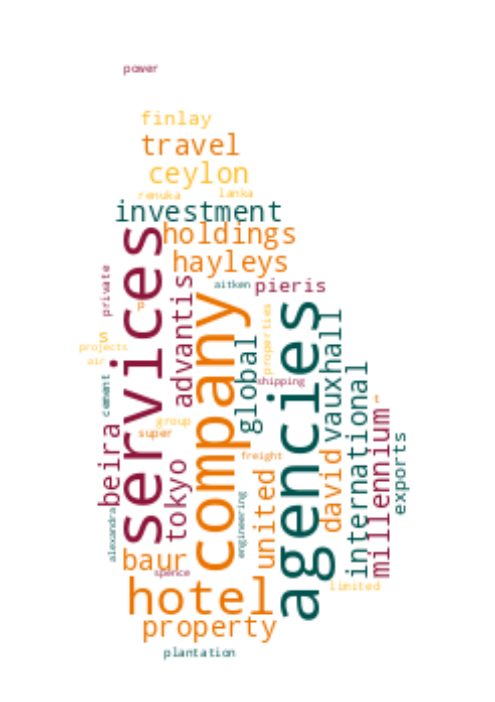 power
finlay
travel
ceylon
renuka
lanka
investment
holdings
services
hayleys
private
aitken
pieris
advantis
p
company
agencies
properties
vauxhall
global
s
projects
air
shipping
cement
international
t
millennium
group
super
beira
exports
tokyo
freight
david
united
engineering
alexandra
baur
spence
hotel
limited
property
plantation